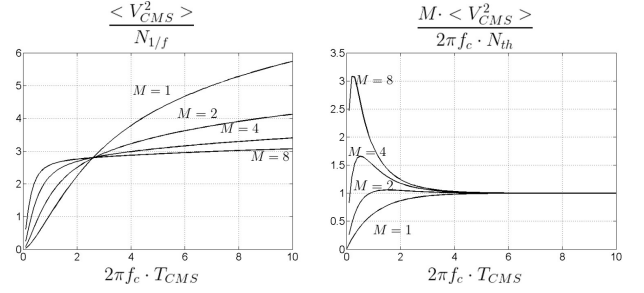 < V²_CMS >
N_1/f
6
5
4
3
2
1
0
0 2 4 6 8 10
M = 1
M = 2
M = 4
M = 8
2πf_c · T_CMS
M· < V²_CMS >
2πf_c · N_th
3.5
3
2.5
2
1.5
1
0.5
0
0 2 4 6 8 10
M = 8
M = 4
M = 2
M = 1
2πf_c · T_CMS